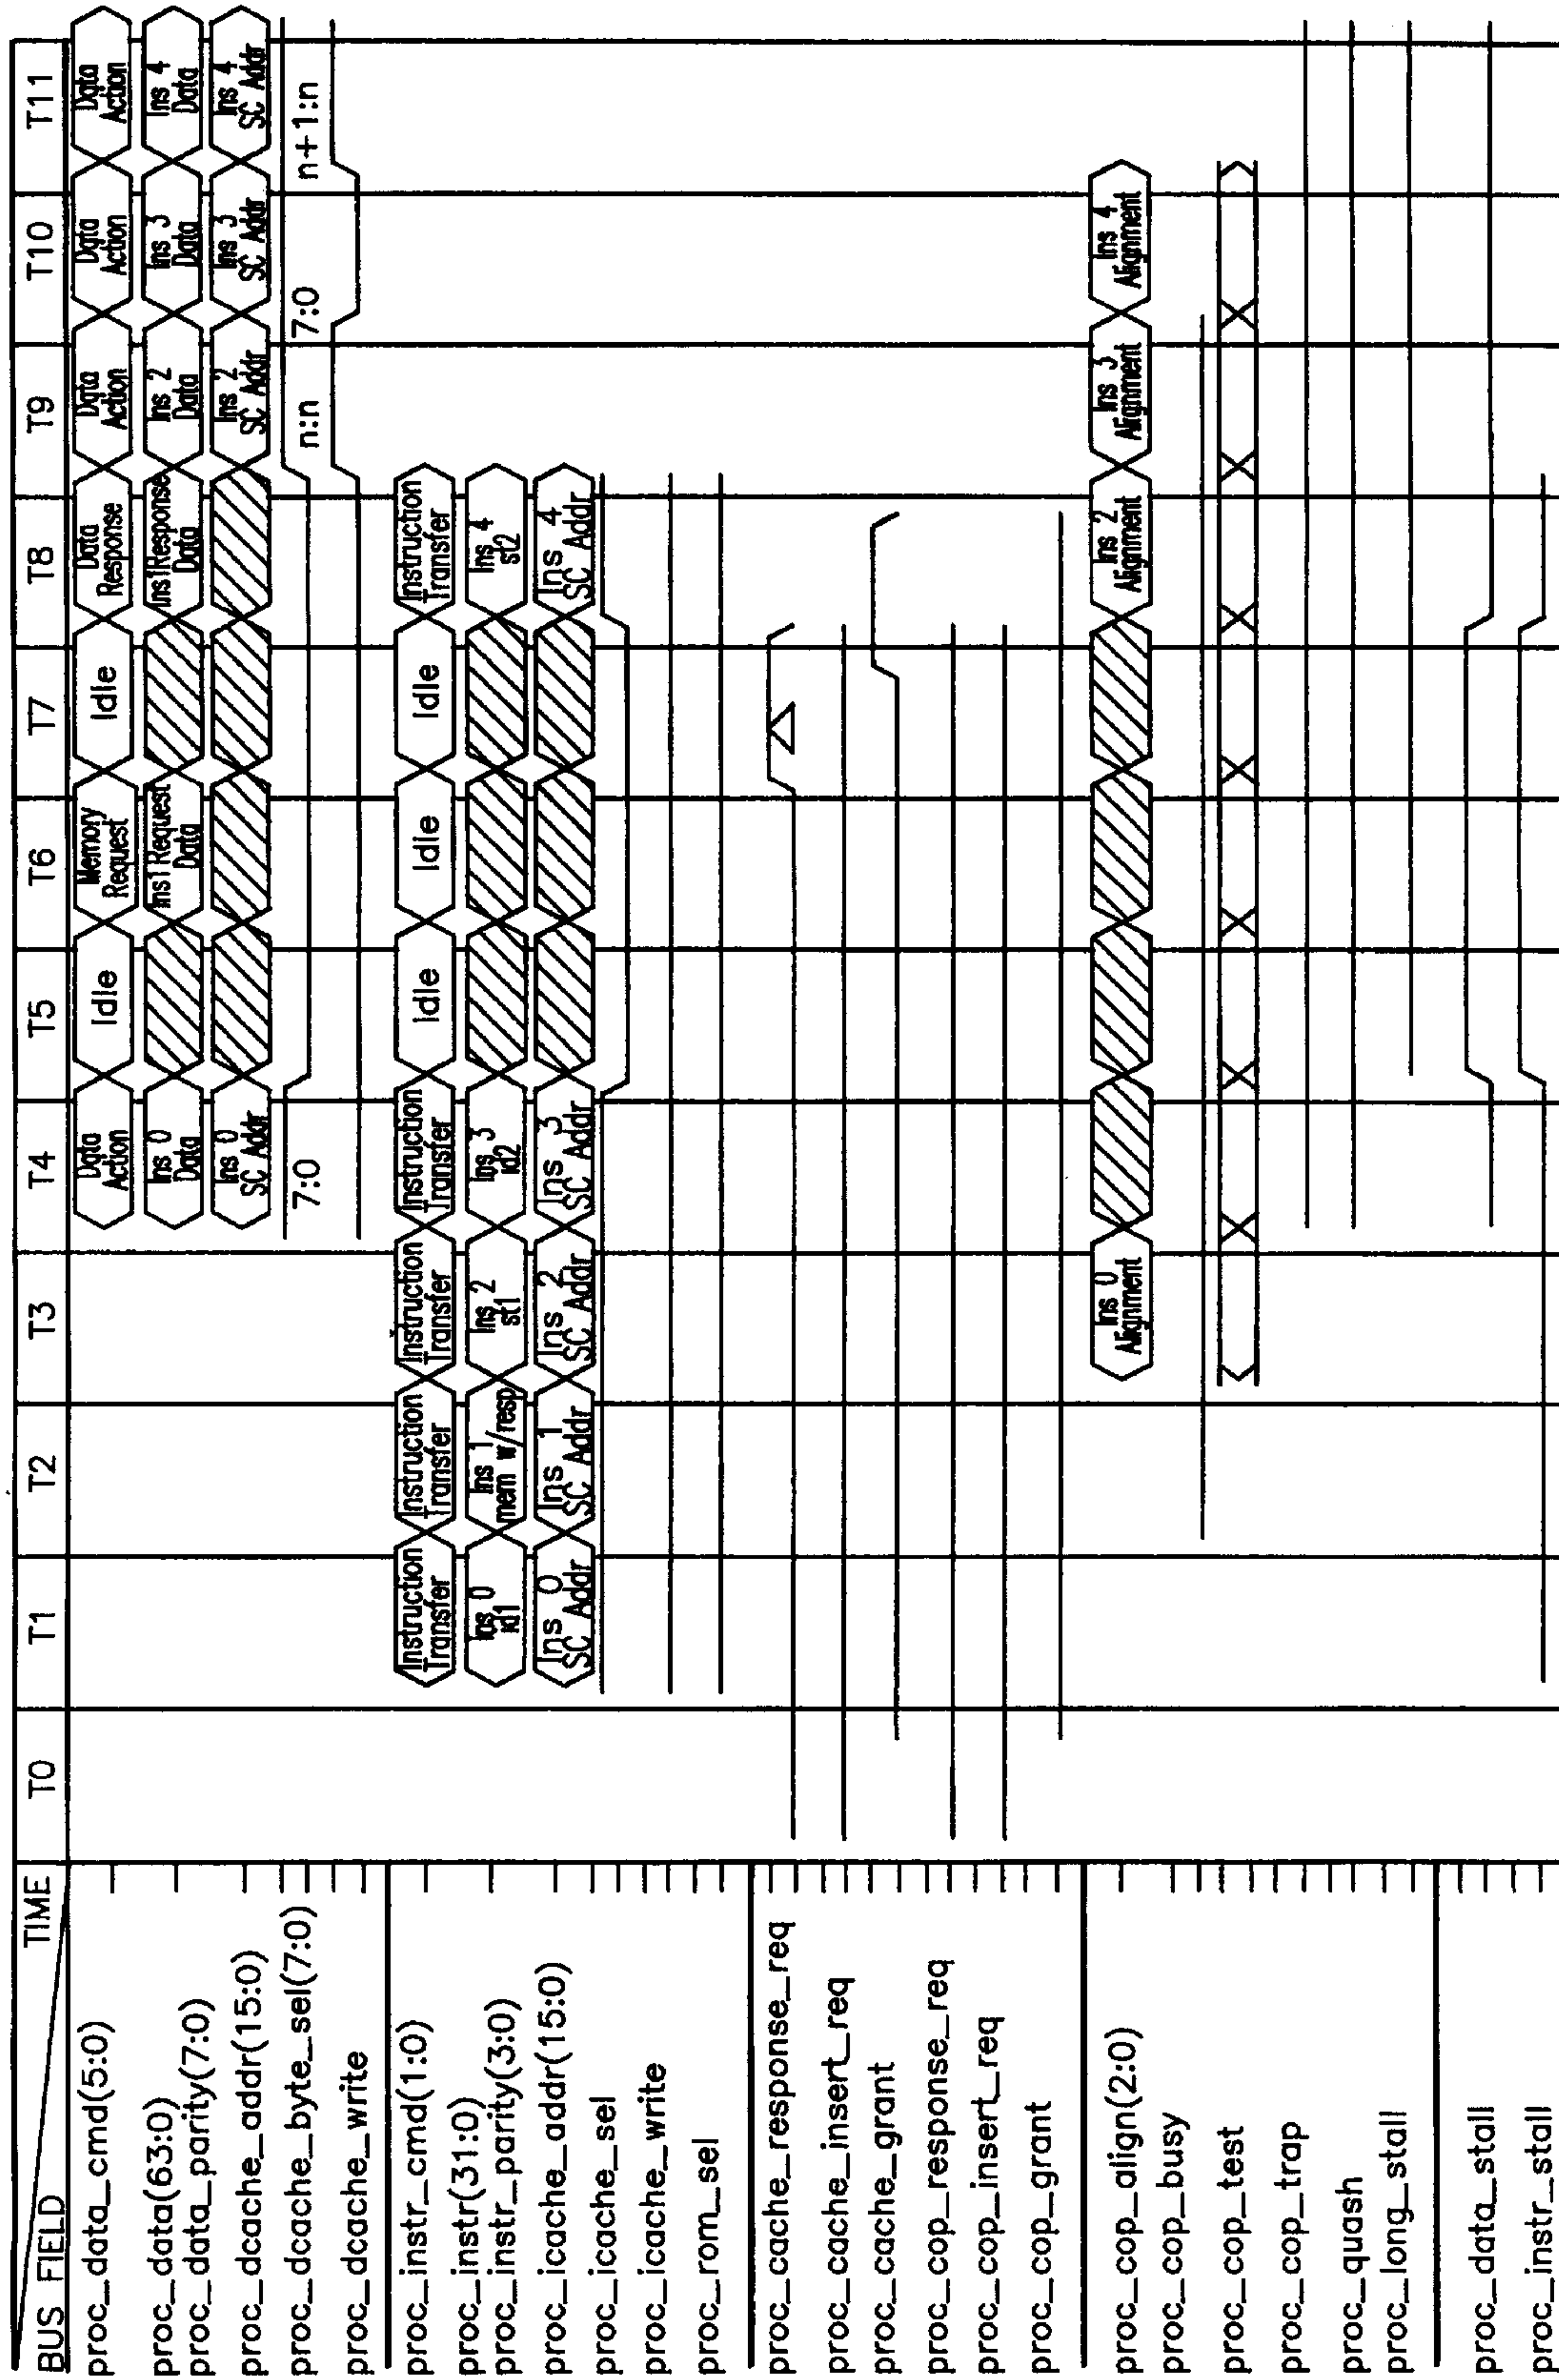 BUS FIELD TIME T0 T1 T2 T3 T4 T5 T6 T7 T8 T9 T10 T11
proc_data_cmd(5:0)
Data Action Idle Memory Request Idle Data Response Data Action Data Action Data Action
proc_data(63:0)
proc_data_parity(7:0)
Ins 0 Data Ins1 Request Data Ins1Response Data Ins 2 Data Ins 3 Data Ins 4 Data
proc_dcache_addr(15:0)
Ins 0 SC Addr Ins 2 SC Addr Ins 3 SC Addr Ins 4 SC Addr
proc_dcache_byte_sel(7:0)
7:0 n:n 7:0 n+1:n
proc_dcache_write
proc_instr_cmd(1:0)
Instruction Transfer Instruction Transfer Instruction Transfer Instruction Transfer Idle Idle Idle Instruction Transfer
proc_instr(31:0)
proc_instr_parity(3:0)
Ins 0 ld1 Ins 1 mem w/resp Ins 2 st1 Ins 3 ld2 Ins 4 st2
proc_icache_addr(15:0)
Ins 0 SC Addr Ins 1 SC Addr Ins 2 SC Addr Ins 3 SC Addr Ins 4 SC Addr
proc_icache_sel
proc_icache_write
proc_rom_sel
proc_cache_response_req
proc_cache_insert_req
proc_cache_grant
proc_cop_response_req
proc_cop_insert_req
proc_cop_grant
proc_cop_align(2:0)
Ins 0 Alignment Ins 2 Alignment Ins 3 Alignment Ins 4 Alignment
proc_cop_busy
proc_cop_test
proc_cop_trap
proc_quash
proc_long_stall
proc_data_stall
proc_instr_stall